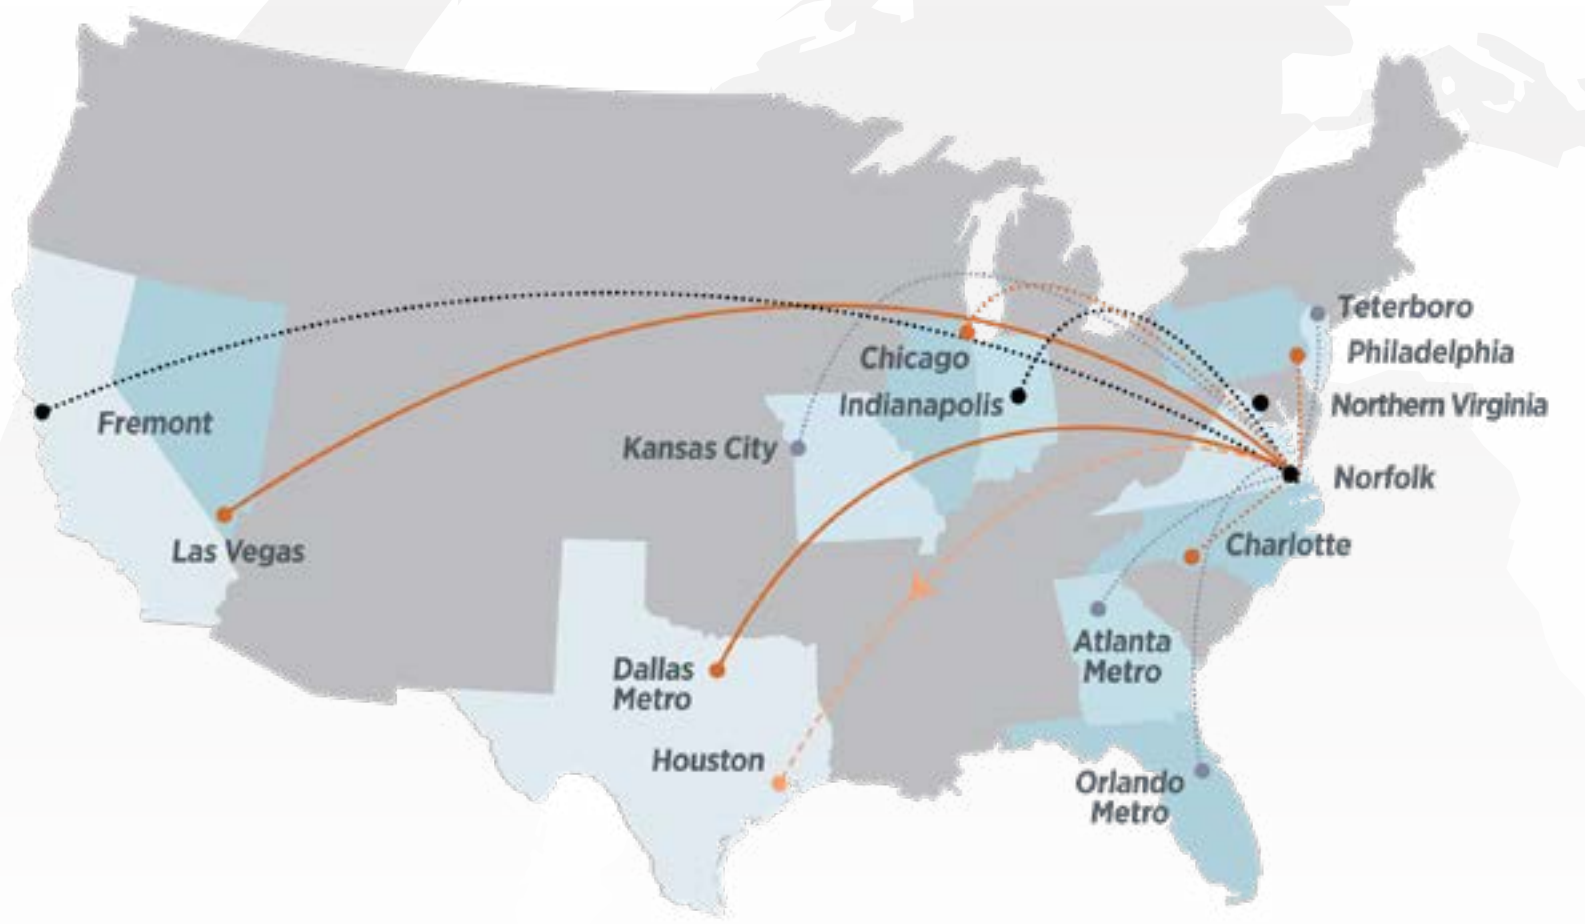 Teterboro
Philadelphia
Chicago
Indianapolis
Northern Virginia
Fremont
Kansas City
Norfolk
Las Vegas
Charlotte
Atlanta
Metro
Dallas
Metro
Houston
Orlando
Metro